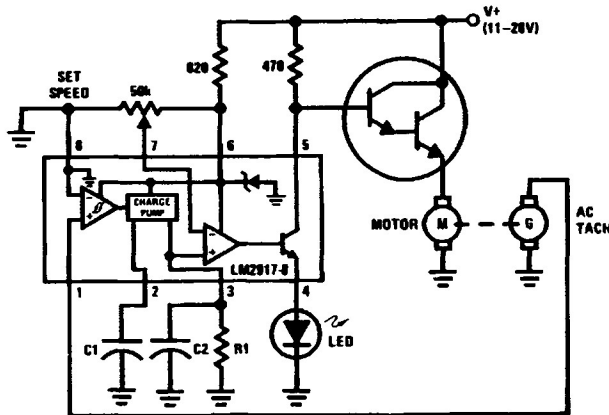 V+
(11–28V)
620
470
SET
SPEED
50k
8
7
6
5
CHARGE
PUMP
LM2917-8
1
2
3
4
C1
C2
R1
LED
MOTOR
M
G
AC
TACH